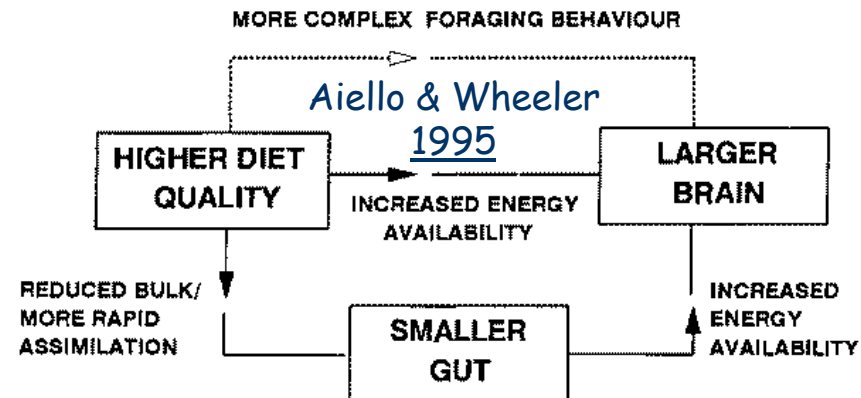 MORE COMPLEX FORAGING BEHAVIOUR
Aiello & Wheeler
1995
HIGHER DIET
QUALITY
INCREASED ENERGY
AVAILABILITY
LARGER
BRAIN
REDUCED BULK/
MORE RAPID
ASSIMILATION
SMALLER
GUT
INCREASED
ENERGY
AVAILABILITY